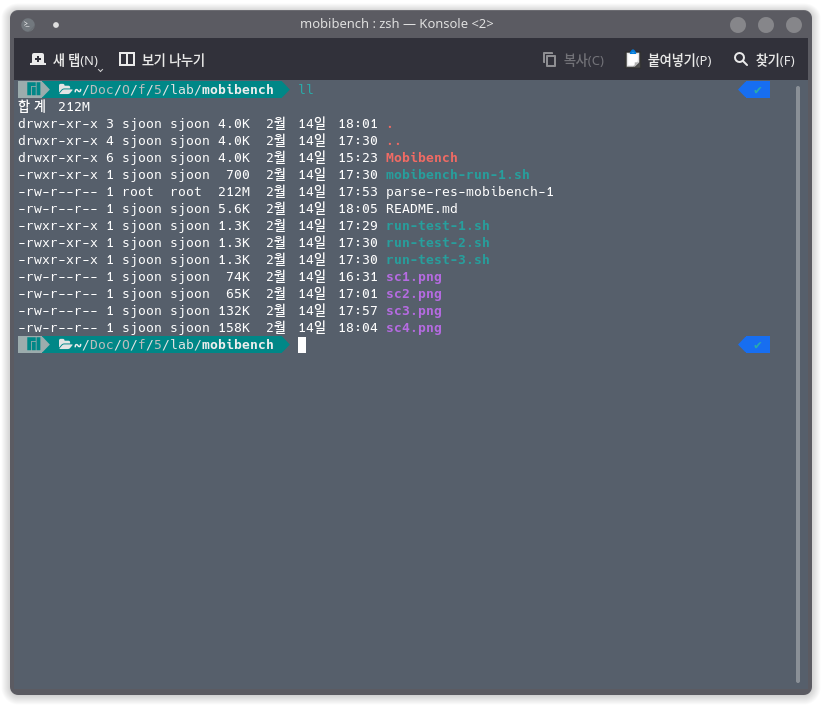 mobibench : zsh — Konsole <2>
새 탭(N) 보기 나누기 복사(C) 붙여넣기(P) 찾기(F)
~/Doc/O/f/5/lab/mobibench ll ✔
합계 212M
drwxr-xr-x 3 sjoon sjoon 4.0K 2월 14일 18:01 .
drwxr-xr-x 4 sjoon sjoon 4.0K 2월 14일 17:30 ..
drwxr-xr-x 6 sjoon sjoon 4.0K 2월 14일 15:23 Mobibench
-rwxr-xr-x 1 sjoon sjoon 700 2월 14일 17:30 mobibench-run-1.sh
-rw-r--r-- 1 root root 212M 2월 14일 17:53 parse-res-mobibench-1
-rw-r--r-- 1 sjoon sjoon 5.6K 2월 14일 18:05 README.md
-rwxr-xr-x 1 sjoon sjoon 1.3K 2월 14일 17:29 run-test-1.sh
-rwxr-xr-x 1 sjoon sjoon 1.3K 2월 14일 17:30 run-test-2.sh
-rwxr-xr-x 1 sjoon sjoon 1.3K 2월 14일 17:30 run-test-3.sh
-rw-r--r-- 1 sjoon sjoon 74K 2월 14일 16:31 sc1.png
-rw-r--r-- 1 sjoon sjoon 65K 2월 14일 17:01 sc2.png
-rw-r--r-- 1 sjoon sjoon 132K 2월 14일 17:57 sc3.png
-rw-r--r-- 1 sjoon sjoon 158K 2월 14일 18:04 sc4.png
~/Doc/O/f/5/lab/mobibench ✔